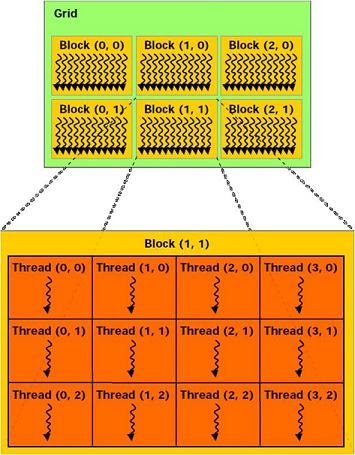 Grid
Block (0, 0) Block (1, 0) Block (2, 0)
Block (0, 1) Block (1, 1) Block (2, 1)
Block (1, 1)
Thread (0, 0) Thread (1, 0) Thread (2, 0) Thread (3, 0)
Thread (0, 1) Thread (1, 1) Thread (2, 1) Thread (3, 1)
Thread (0, 2) Thread (1, 2) Thread (2, 2) Thread (3, 2)